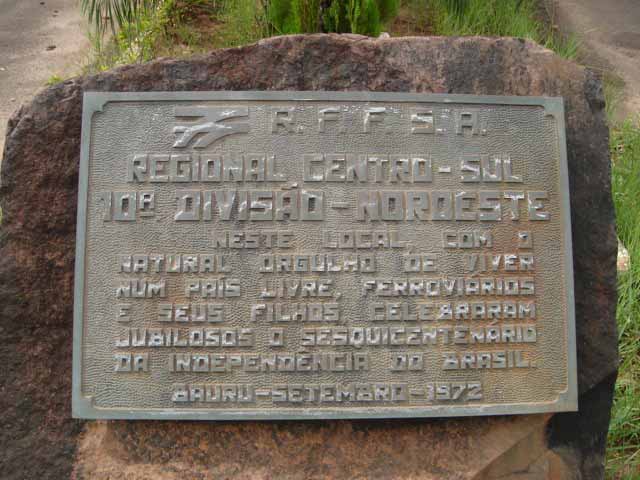 R. F. F. S. A.
REGIONAL CENTRO-SUL
10ª DIVISÃO - NOROESTE
NESTE LOCAL, COM O
NATURAL ORGULHO DE VIVER
NUM PAÍS LIVRE, FERROVIÁRIOS
E SEUS FILHOS, CELEBRARAM
JUBILOSOS O SESQUICENTENÁRIO
DA INDEPENDÊNCIA DO BRASIL.
BAURU-SETEMBRO-1972